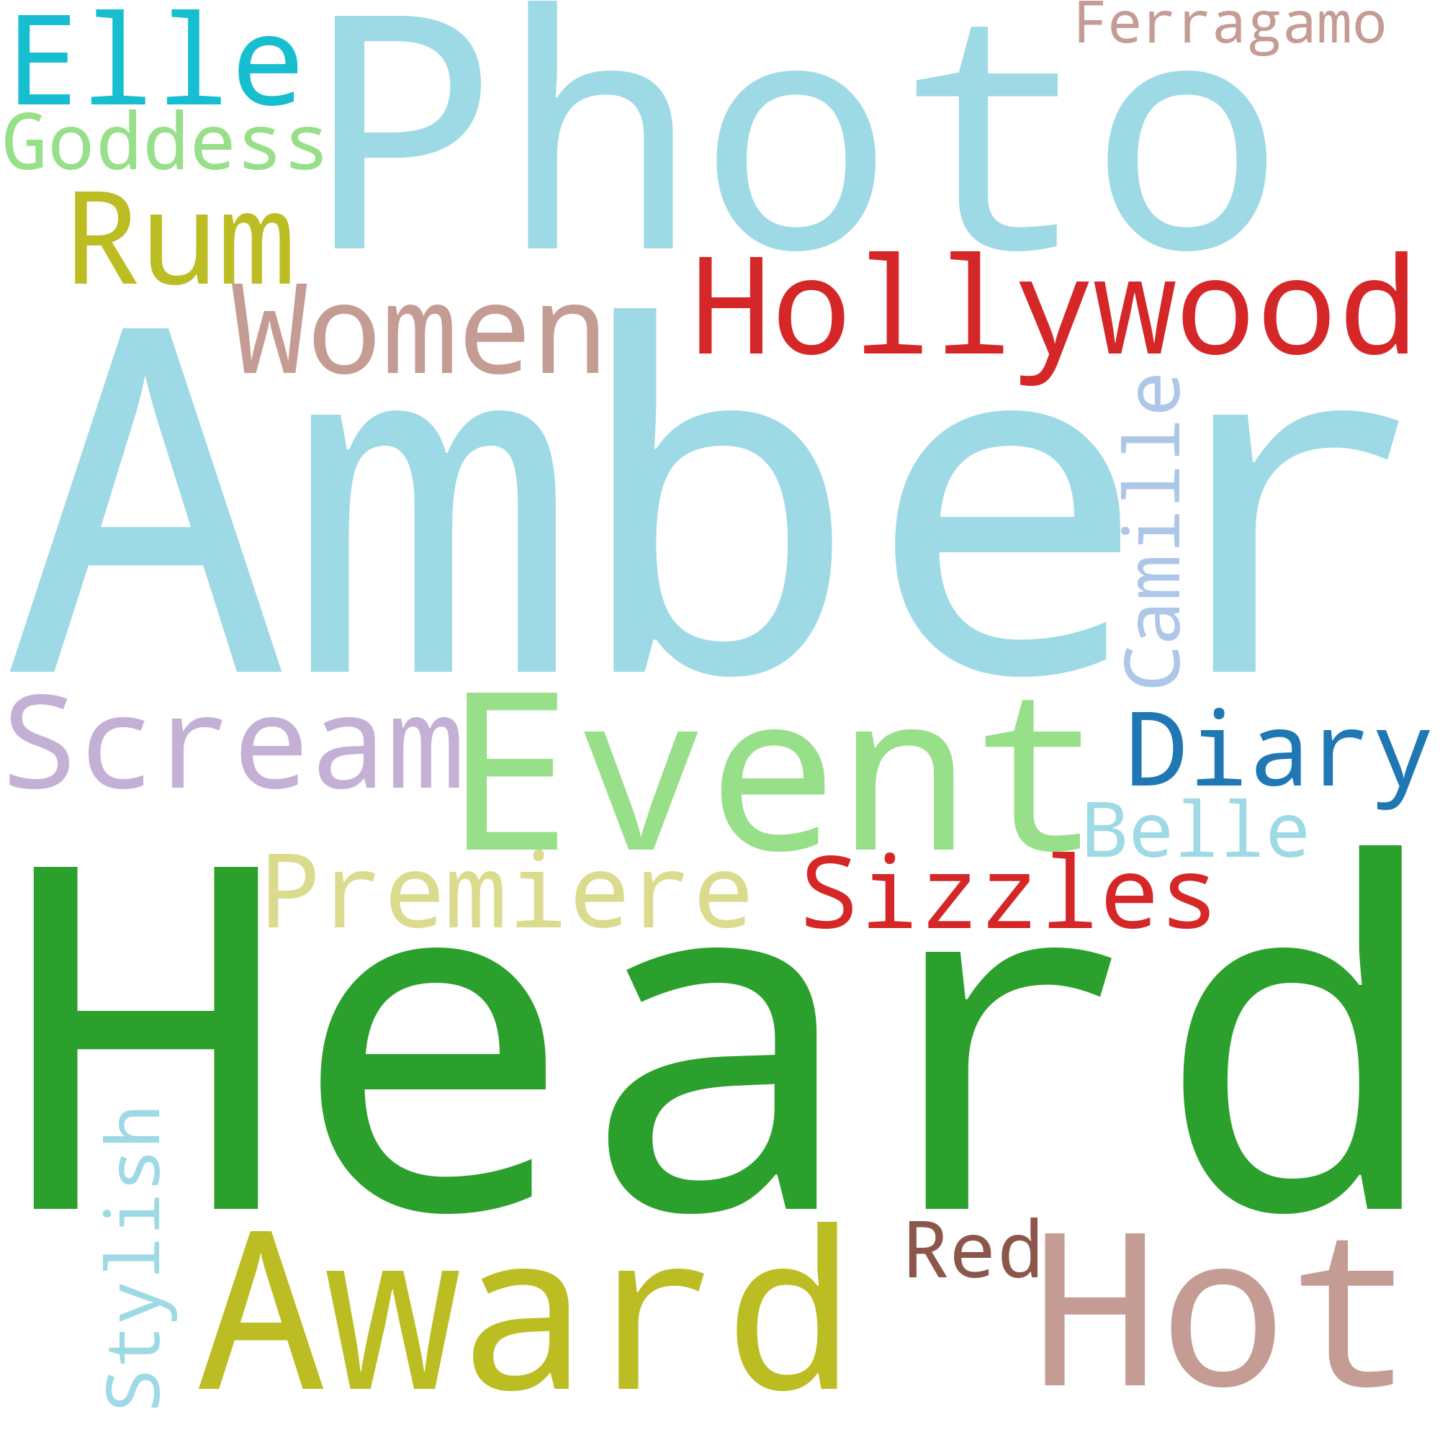 Elle
Photo
Ferragamo
Goddess
Rum
Hollywood
Women
Amber
Camille
Scream
Event
Diary
Belle
Premiere
Sizzles
Heard
Stylish
Award
Red
Hot